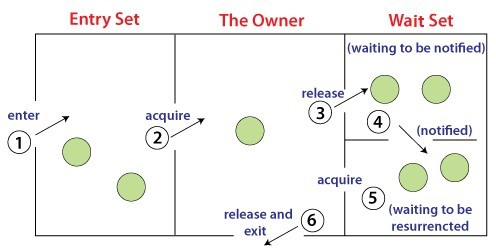 Entry Set
The Owner
Wait Set
(waiting to be notified)
enter
1
acquire
2
release
3
4
(notified)
acquire
5
(waiting to be
resurrencted
release and
exit
6